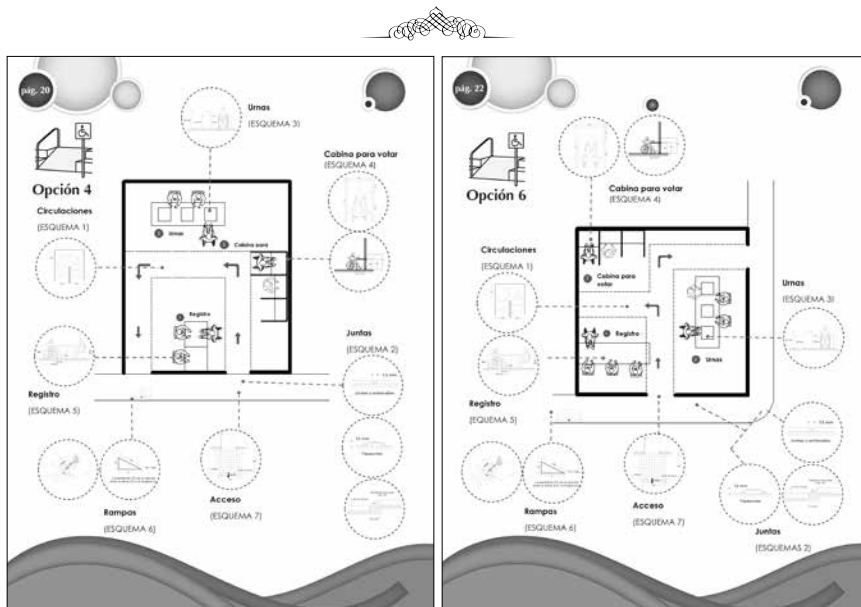 pág. 20
Urnas
(ESQUEMA 3)
Cabina para votar
(ESQUEMA 4)
Opción 4
Circulaciones
(ESQUEMA 1)
Urnas
Cabina para
Registro
Juntas
(ESQUEMA 2)
Registro
(ESQUEMA 5)
Rampas
(ESQUEMA 6)
Acceso
(ESQUEMA 7)
pág. 22
Cabina para votar
(ESQUEMA 4)
Opción 6
Circulaciones
(ESQUEMA 1)
Cabina para
votar
Urnas
(ESQUEMA 3)
Registro
Urnas
Registro
(EQUEMA 5)
Rampas
(ESQUEMA 6)
Acceso
(ESQUEMA 7)
Juntas
(ESQUEMAS 2)